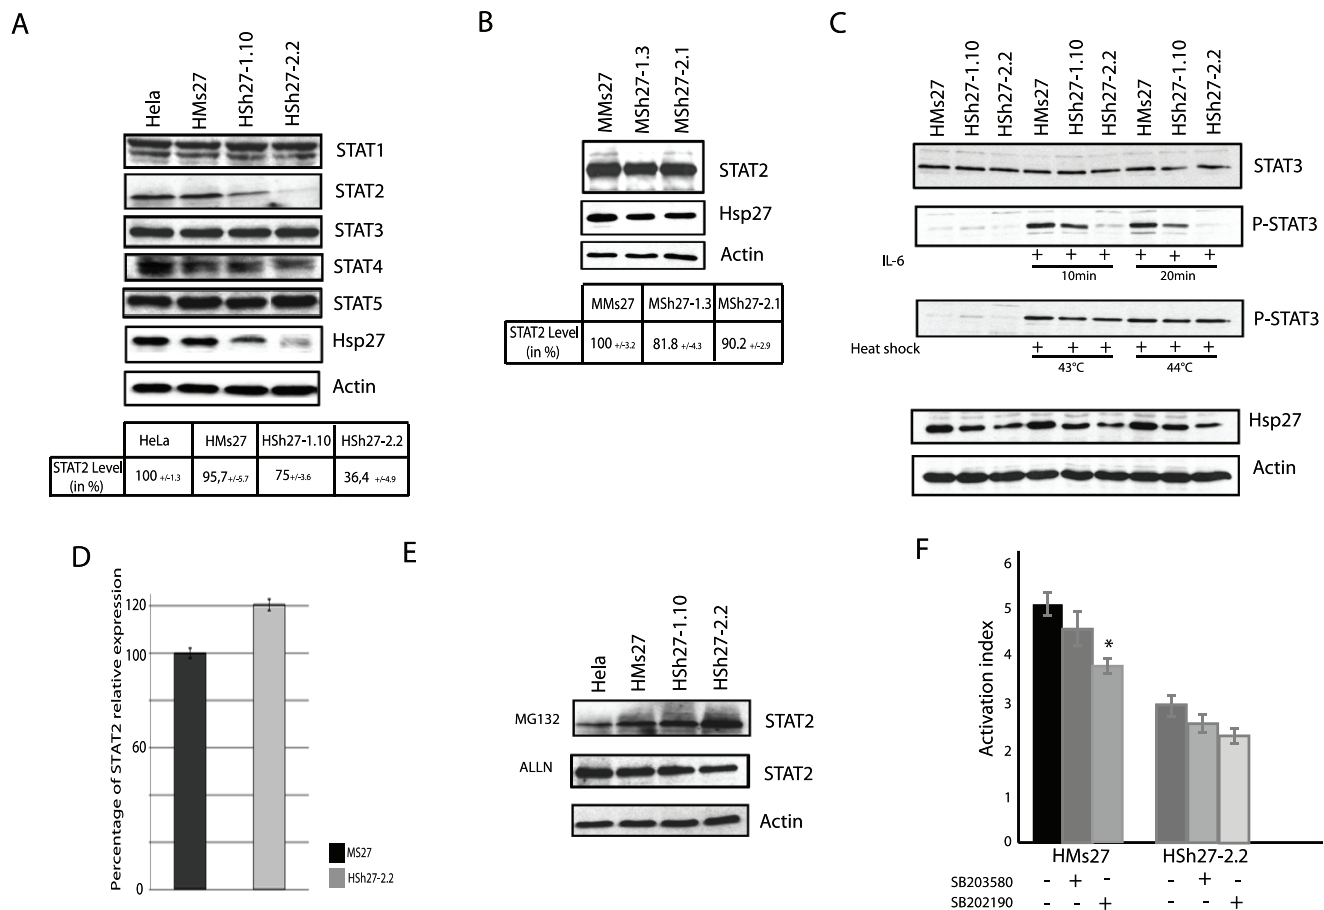 A
Hela
HMs27
HSh27-1.10
HSh27-2.2
STAT1
STAT2
STAT3
STAT4
STAT5
Hsp27
Actin
HeLa HMs27 HSh27-1.10 HSh27-2.2
STAT2 Level (in %) 100 +/-1.3 95,7 +/-5.7 75 +/-3.6 36,4 +/-4.9
B
MMs27
MSh27-1.3
MSh27-2.1
STAT2
Hsp27
Actin
MMs27 MSh27-1.3 MSh27-2.1
STAT2 Level (in %) 100 +/-3.2 81.8 +/-4.3 90.2 +/-2.9
C
HMs27
HSh27-1.10
HSh27-2.2
HMs27
HSh27-1.10
HSh27-2.2
HMs27
HSh27-1.10
HSh27-2.2
STAT3
P-STAT3
IL-6 + + + + + +
10min 20min
P-STAT3
Heat shock + + + + + +
43°C 44°C
Hsp27
Actin
D
Percentage of STAT2 relative expression
120
100
60
0
MS27
HSh27-2.2
E
Hela
HMs27
HSh27-1.10
HSh27-2.2
MG132 STAT2
ALLN STAT2
Actin
F
Activation index
6
5
4
3
2
1
0
*
HMs27 HSh27-2.2
SB203580 - + - - + -
SB202190 - - + - - +